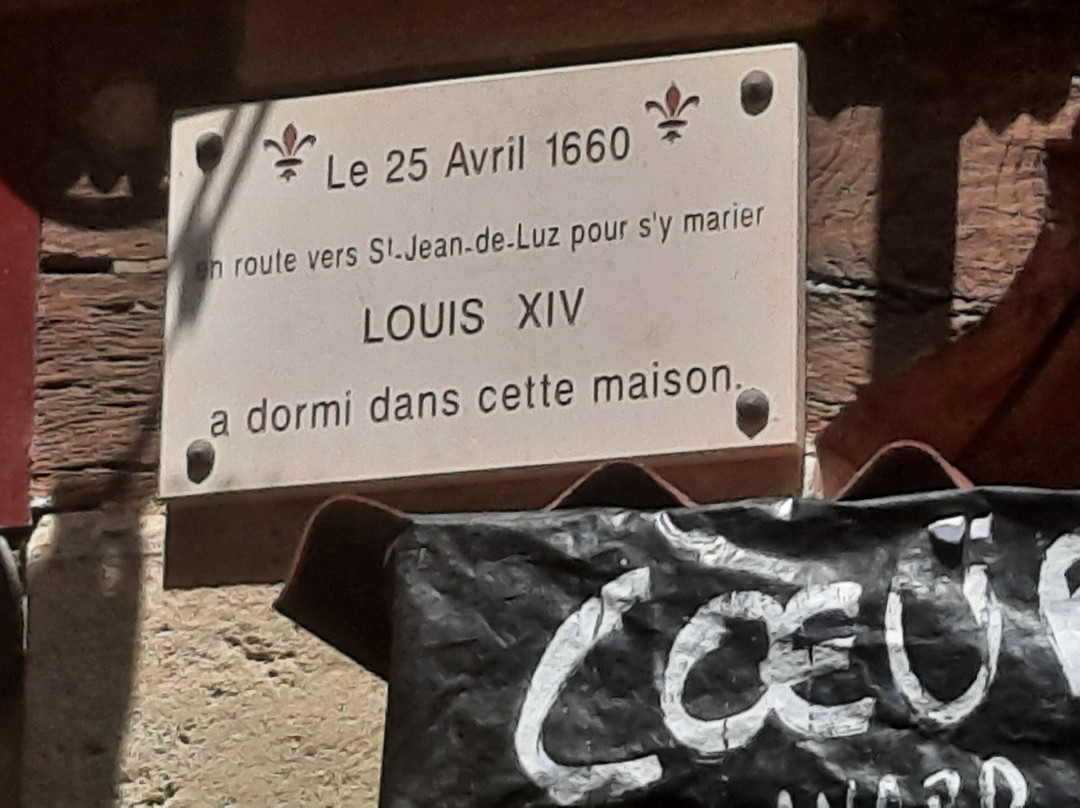 Le 25 Avril 1660
en route vers St-Jean-de-Luz pour s'y marier
LOUIS XIV
a dormi dans cette maison.
CŒUR